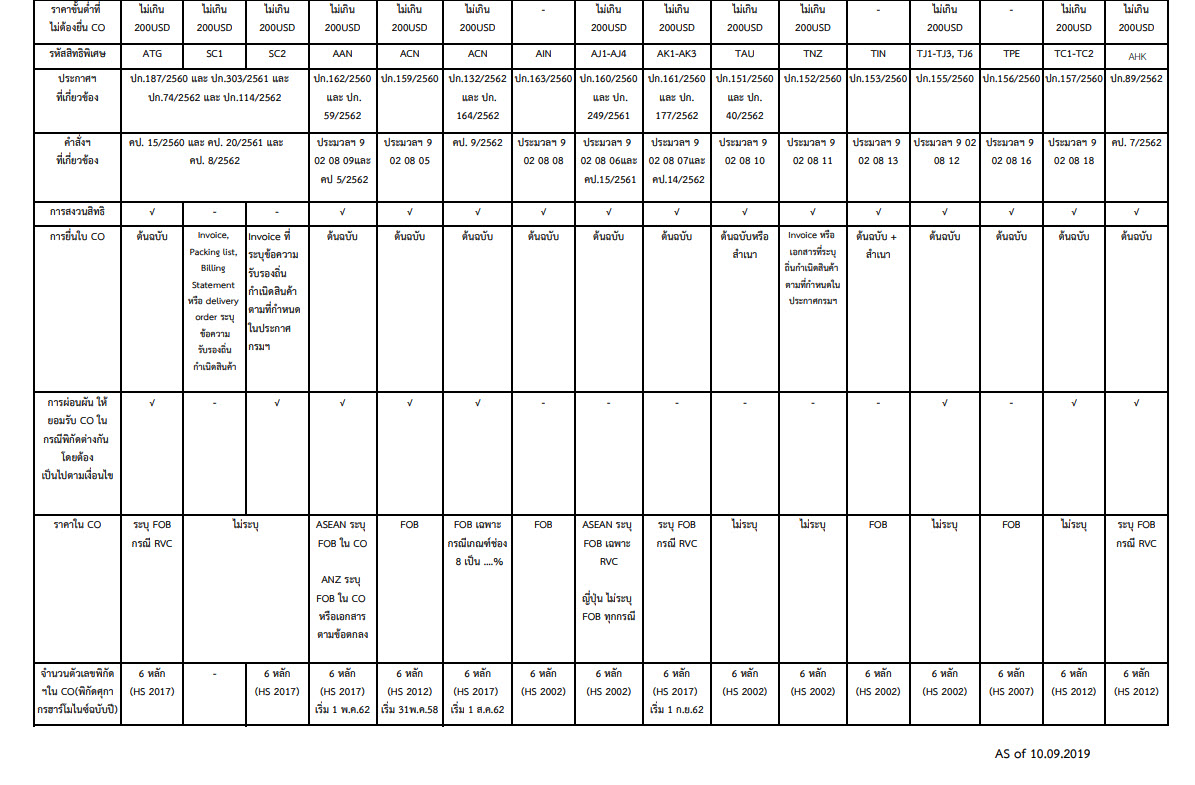 ราคาขั้นต่ำที่ ไม่เกิน ไม่เกิน ไม่เกิน ไม่เกิน ไม่เกิน ไม่เกิน - ไม่เกิน ไม่เกิน ไม่เกิน ไม่เกิน - ไม่เกิน - ไม่เกิน ไม่เกิน
ไม่ต้องยื่น CO 200USD 200USD 200USD 200USD 200USD 200USD 200USD 200USD 200USD 200USD 200USD 200USD 200USD
รหัสสิทธิพิเศษ ATG SC1 SC2 AAN ACN ACN AIN AJ1-AJ4 AK1-AK3 TAU TNZ TIN TJ1-TJ3, TJ6 TPE TC1-TC2 AHK
ประกาศฯ ปก.187/2560 และ ปก.303/2561 และ ปก.162/2560 ปก.159/2560 ปก.132/2562 ปก.163/2560 ปก.160/2560 ปก.161/2560 ปก.151/2560 ปก.152/2560 ปก.153/2560 ปก.155/2560 ปก.156/2560 ปก.157/2560 ปก.89/2562
ที่เกี่ยวข้อง ปก.74/2562 และ ปก.114/2562 และ ปก. และ ปก. และ ปก. และ ปก. และ ปก.
59/2562 164/2562 249/2561 177/2562 40/2562
คำสั่งฯ คป. 15/2560 และ คป. 20/2561 และ ประมวลฯ 9 ประมวลฯ 9 คป. 9/2562 ประมวลฯ 9 ประมวลฯ 9 ประมวลฯ 9 ประมวลฯ 9 ประมวลฯ 9 ประมวลฯ 9 ประมวลฯ 9 02 ประมวลฯ 9 ประมวลฯ 9 คป. 7/2562
ที่เกี่ยวข้อง คป. 8/2562 02 08 09และ 02 08 05 02 08 08 02 08 06และ 02 08 07และ 02 08 10 02 08 11 02 08 13 08 12 02 08 16 02 08 18
คป 5/2562 คป.15/2561 คป.14/2562
การสงวนสิทธิ √ - - √ √ √ √ √ √ √ √ √ √ √ √ √
การยื่นใบ CO ต้นฉบับ Invoice, Invoice ที่ ต้นฉบับ ต้นฉบับ ต้นฉบับ ต้นฉบับ ต้นฉบับ ต้นฉบับ ต้นฉบับหรือ Invoice หรือ ต้นฉบับ + ต้นฉบับ ต้นฉบับ ต้นฉบับ ต้นฉบับ
Packing list, ระบุข้อความ สำเนา เอกสารที่ระบุ สำเนา
Billing รับรองถิ่น ถิ่นกำเนิดสินค้า
Statement กำเนิดสินค้า ตามที่กำหนดใน
หรือ delivery ตามที่กำหนด ประกาศกรมฯ
order ระบุ ในประกาศ
ข้อความ กรมฯ
รับรองถิ่น
กำเนิดสินค้า
การผ่อนผัน ให้ √ - √ √ √ √ - - - - - - √ - √ √
ยอมรับ CO ใน
กรณีพิกัดต่างกัน
โดยต้อง
เป็นไปตามเงื่อนไข
ราคาใน CO ระบุ FOB ไม่ระบุ ASEAN ระบุ FOB FOB เฉพาะ FOB ASEAN ระบุ ระบุ FOB ไม่ระบุ ไม่ระบุ FOB ไม่ระบุ FOB ไม่ระบุ ระบุ FOB
กรณี RVC FOB ใน CO กรณีเกณฑ์ช่อง FOB เฉพาะ กรณี RVC กรณี RVC
8 เป็น ....% RVC
ANZ ระบุ
FOB ใน CO ญี่ปุ่น ไม่ระบุ
หรือเอกสาร FOB ทุกกรณี
ตามข้อตกลง
จำนวนตัวเลขพิกัด 6 หลัก - 6 หลัก 6 หลัก 6 หลัก 6 หลัก 6 หลัก 6 หลัก 6 หลัก 6 หลัก 6 หลัก 6 หลัก 6 หลัก 6 หลัก 6 หลัก 6 หลัก
ฯใน CO(พิกัดศุกา (HS 2017) (HS 2017) (HS 2017) (HS 2012) (HS 2017) (HS 2002) (HS 2002) (HS 2017) (HS 2002) (HS 2002) (HS 2002) (HS 2002) (HS 2007) (HS 2012) (HS 2012)
กรฮาร์โมไนซ์ฉบับปี) เริ่ม 1 พ.ค.62 เริ่ม 31พ.ค.58 เริ่ม 1 ส.ค.62 เริ่ม 1 ก.ย.62
AS of 10.09.2019